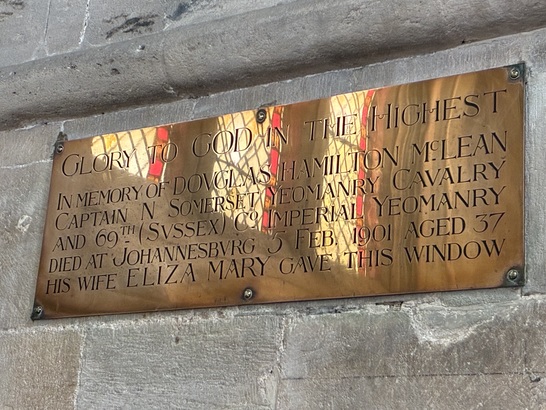 GLORY TO GOD IN THE HIGHEST
IN MEMORY OF DOVGLAS HAMILTON McLEAN
CAPTAIN N SOMERSET YEOMANRY CAVALRY
AND 69TH (SVSSEX) Co IMPERIAL YEOMANRY
DIED AT JOHANNESBVRG 5 FEB. 1901 AGED 37
HIS WIFE ELIZA MARY GAVE THIS WINDOW